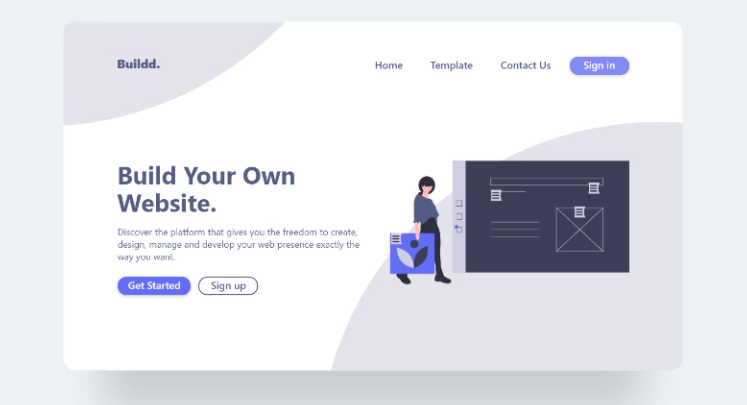 Buildd.
Home Template Contact Us Sign in
Build Your Own
Website.
Discover the platform that gives you the freedom to create,
design, manage and develop your web presence exactly the
way you want.
Get Started Sign up